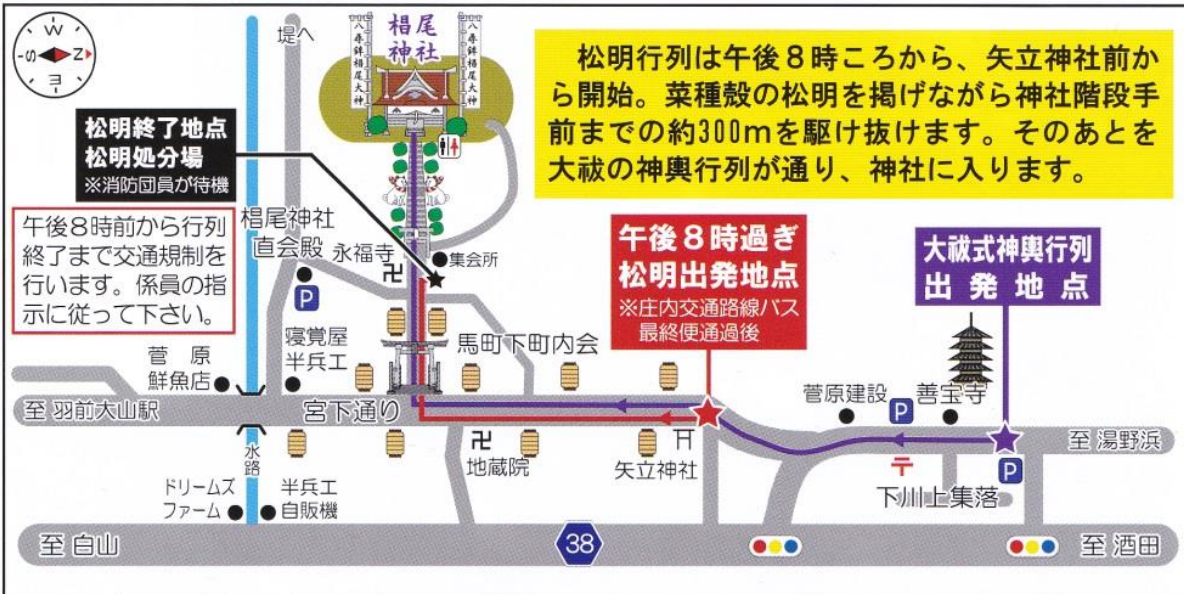 W
S
N
E
堤へ
八尋鉾椙尾大神
椙尾
神社
八尋鉾椙尾大神
松明行列は午後8時ころから、矢立神社前か
ら開始。菜種殻の松明を掲げながら神社階段手
前までの約300mを駆け抜けます。そのあとを
大祓の神輿行列が通り、神社に入ります。
松明終了地点
松明処分場
※消防団員が待機
午後8時前から行列
終了まで交通規制を
行います。係員の指
示に従って下さい。
椙尾神社
直会殿
永福寺
集会所
P
午後8時過ぎ
松明出発地点
※庄内交通路線バス
最終便通過後
大祓式神輿行列
出発地点
菅原
鮮魚店
寝覚屋
半兵工
馬町下町内会
菅原建設
P
善宝寺
至 羽前大山駅
宮下通り
至 湯野浜
水路
地蔵院
矢立神社
〒
P
下川上集落
ドリームズ
ファーム
半兵工
自販機
至 白山
38
至 酒田